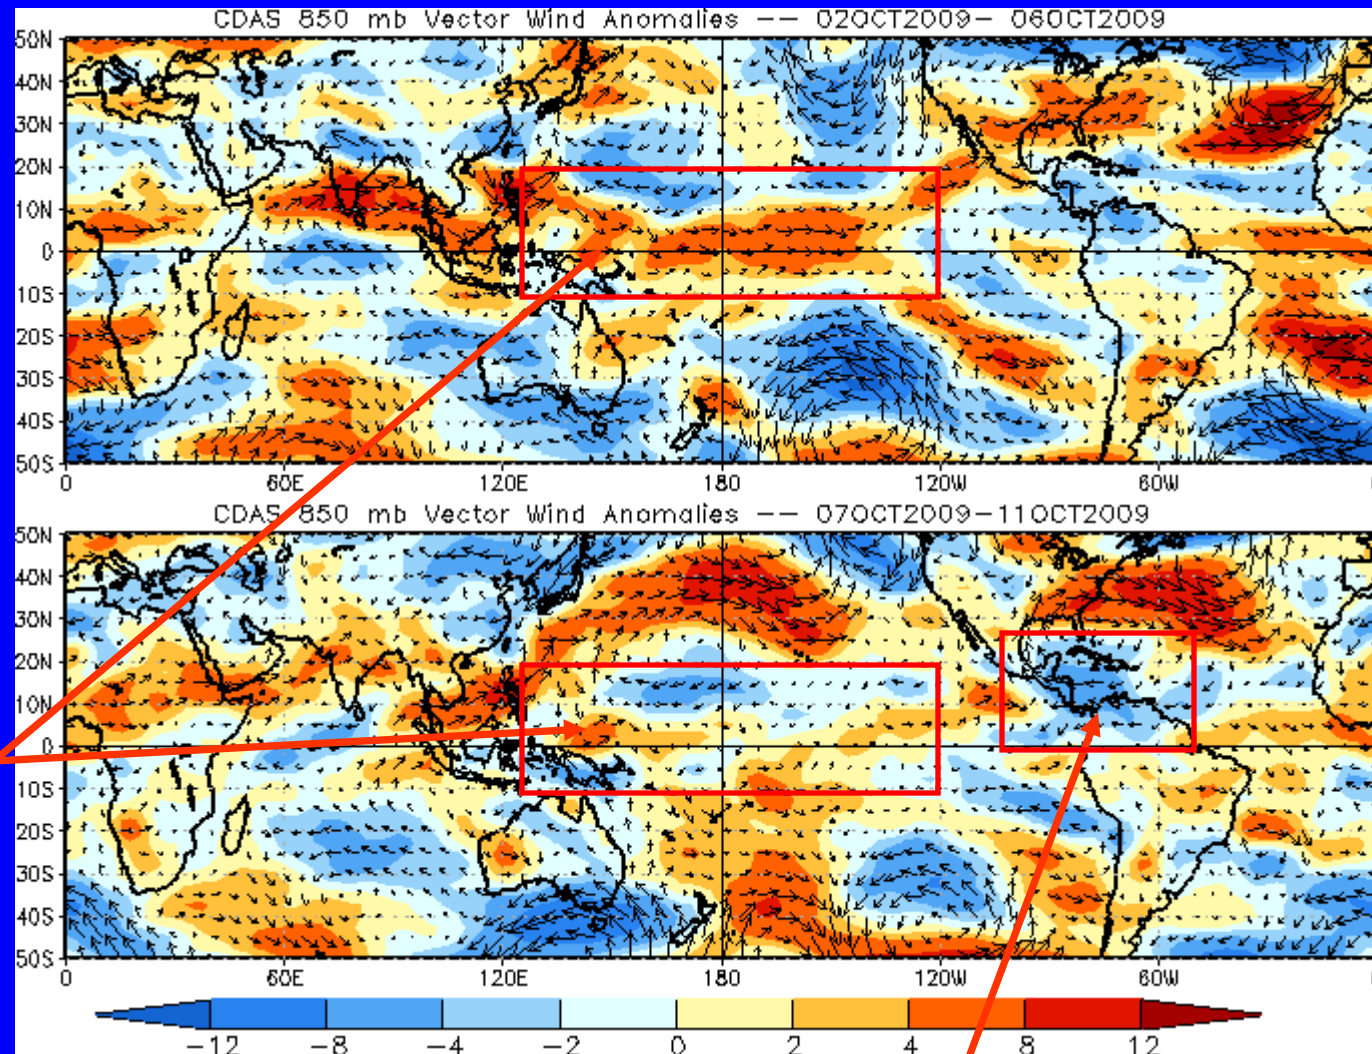 CDAS 850 mb Vector Wind Anomalies -- 02OCT2009- 06OCT2009
50N
40N
30N
20N
10N
0
10S
20S
30S
40S
50S
0 60E 120E 180 120W 60W
CDAS 850 mb Vector Wind Anomalies -- 07OCT2009-11OCT2009
50N
40N
30N
20N
10N
0
10S
20S
30S
40S
50S
0 60E 120E 180 120W 60W
-12 -8 -4 -2 0 2 4 8 12